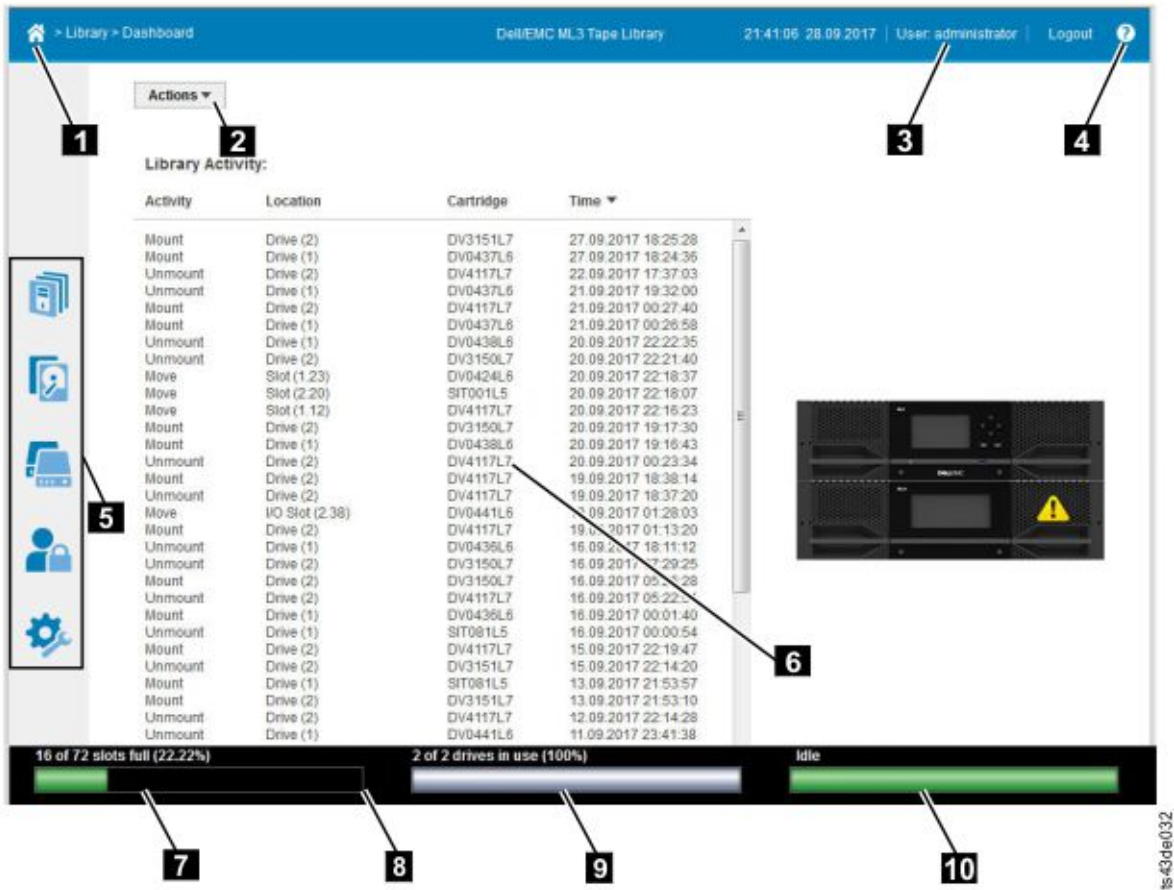 > Library > Dashboard
Dell/EMC ML3 Tape Library
21:41:06 28.09.2017 | User: administrator | Logout ?
Actions ▾
1
2
3
4
Library Activity:
Activity Location Cartridge Time ▼
Mount Drive (2) DV3151L7 27.09.2017 18:25:28
Mount Drive (1) DV0437L6 27.09.2017 18:24:36
Unmount Drive (2) DV4117L7 22.09.2017 17:37:03
Unmount Drive (1) DV0437L6 21.09.2017 19:32:00
Mount Drive (2) DV4117L7 21.09.2017 00:27:40
Mount Drive (1) DV0437L6 21.09.2017 00:26:58
Unmount Drive (1) DV0438L6 20.09.2017 22:22:35
Unmount Drive (2) DV3150L7 20.09.2017 22:21:40
Move Slot (1.23) DV0424L6 20.09.2017 22:18:37
Move Slot (2.20) SIT001L5 20.09.2017 22:18:07
Move Slot (1.12) DV4117L7 20.09.2017 22:16:23
Mount Drive (2) DV3150L7 20.09.2017 19:17:30
Mount Drive (1) DV0438L6 20.09.2017 19:16:43
Unmount Drive (2) DV4117L7 20.09.2017 00:23:34
Mount Drive (2) DV4117L7 19.09.2017 18:38:14
Unmount Drive (2) DV4117L7 19.09.2017 18:37:20
Move I/O Slot (2.38) DV0441L6 01:28:03
Mount Drive (2) DV4117L7 01:13:20
Unmount Drive (1) DV0436L6 16.09. 18:11:12
Unmount Drive (2) DV3150L7 16.09.2017
Mount Drive (2) DV3150L7 16.09.2017
Unmount Drive (2) DV4117L7 16.09.2017
Mount Drive (1) DV0436L6 16.09.2017 00:01:40
Unmount Drive (1) SIT081L5 16.09.2017 00:00:54
Mount Drive (2) DV4117L7 15.09.2017 22:19:47
Unmount Drive (2) DV3151L7 15.09.2017 22:14:20
Mount Drive (1) SIT081L5 13.09.2017 21:53:57
Mount Drive (2) DV3151L7 13.09.2017 21:53:10
Unmount Drive (2) DV4117L7 12.09.2017 22:14:28
Unmount Drive (1) DV0441L6 11.09.2017 23:41:38
5
6
16 of 72 slots full (22.22%)
2 of 2 drives in use (100%)
Idle
7
8
9
10
ts43de032